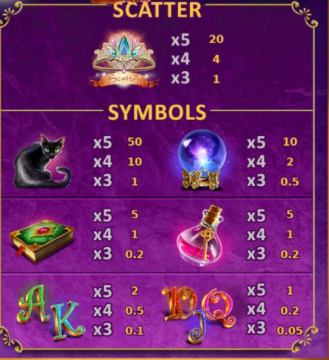 SCATTER
x5 20
x4 4
x3 1
Scatter
SYMBOLS
x5 50
x4 10
x3 1
x5 10
x4 2
x3 0.5
x5 5
x4 1
x3 0.2
x5 5
x4 1
x3 0.2
A K
x5 2
x4 0.5
x3 0.1
10 J Q
x5 1
x4 0.2
x3 0.05